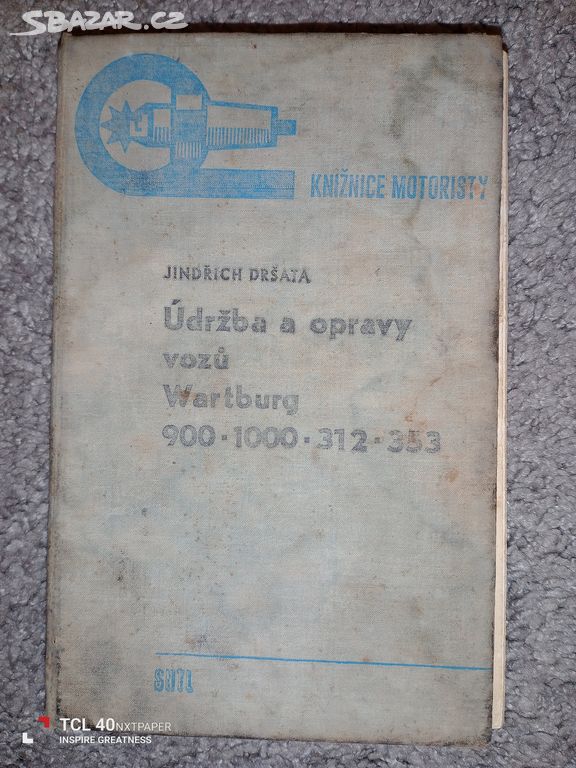 SBAZAR.CZ
KNIŽNICE MOTORISTY
JINDŘICH DRŠATA
Údržba a opravy
vozů
Wartburg
900·1000·312·353
SNTL
TCL 40NXTPAPER
INSPIRE GREATNESS